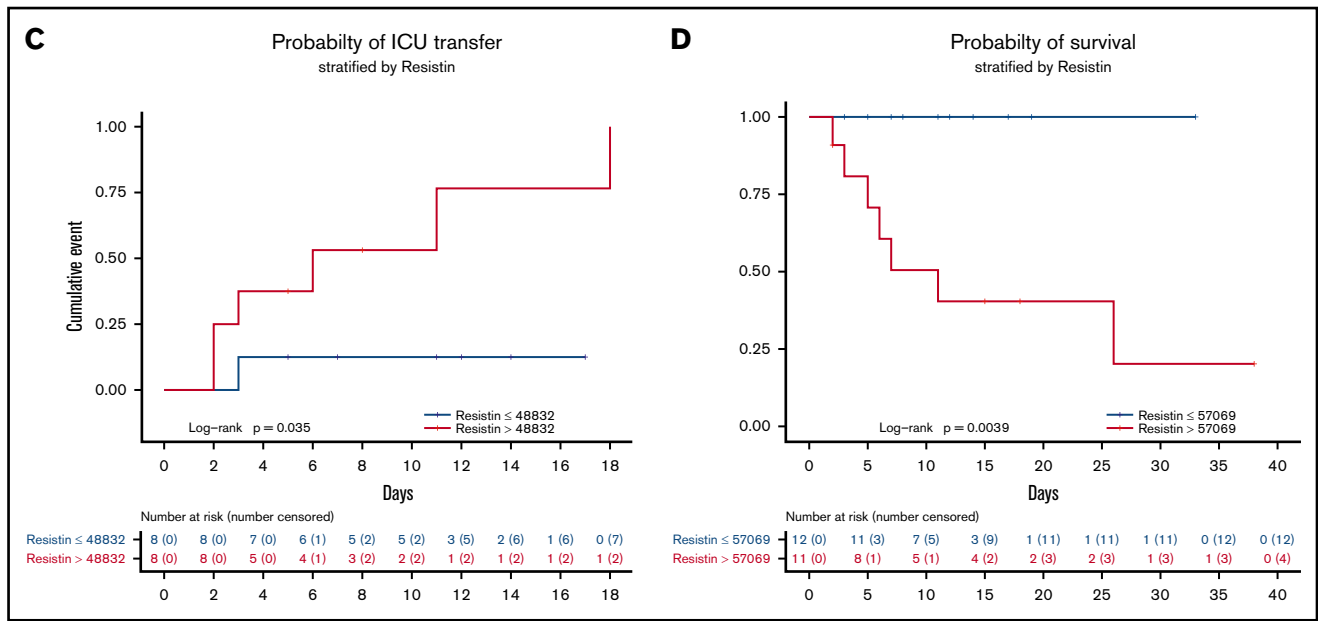 C
Probabilty of ICU transfer
stratified by Resistin
Cumulative event
1.00
0.75
0.50
0.25
0.00
Log-rank p = 0.035
Resistin ≤ 48832
Resistin > 48832
0 2 4 6 8 10 12 14 16 18
Days
Number at risk (number censored)
Resistin ≤ 48832 8 (0) 8 (0) 7 (0) 6 (1) 5 (2) 5 (2) 3 (5) 2 (6) 1 (6) 0 (7)
Resistin > 48832 8 (0) 8 (0) 5 (0) 4 (1) 3 (2) 2 (2) 1 (2) 1 (2) 1 (2) 1 (2)
0 2 4 6 8 10 12 14 16 18
D
Probabilty of survival
stratified by Resistin
1.00
0.75
0.50
0.25
0.00
Log-rank p = 0.0039
Resistin ≤ 57069
Resistin > 57069
0 5 10 15 20 25 30 35 40
Days
Number at risk (number censored)
Resistin ≤ 57069 12 (0) 11 (3) 7 (5) 3 (9) 1 (11) 1 (11) 1 (11) 0 (12) 0 (12)
Resistin > 57069 11 (0) 8 (1) 5 (1) 4 (2) 2 (3) 2 (3) 1 (3) 1 (3) 0 (4)
0 5 10 15 20 25 30 35 40